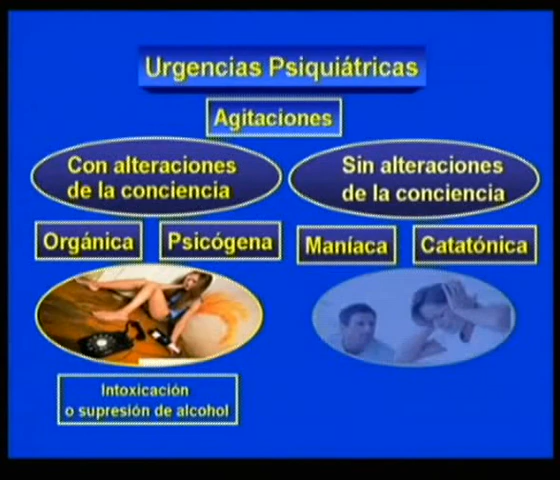 Urgencias Psiquiátricas
Agitaciones
Con alteraciones
de la conciencia
Sin alteraciones
de la conciencia
Orgánica
Psicógena
Maníaca
Catatónica
Intoxicación
o supresión de alcohol